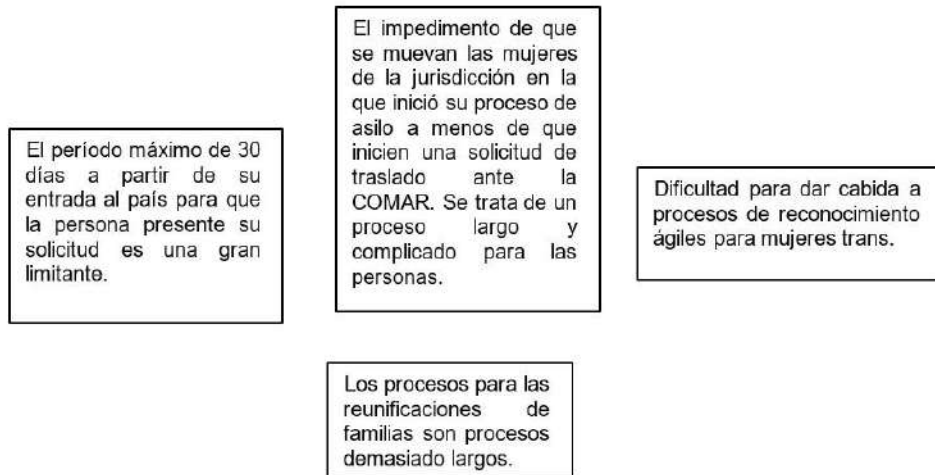 El período máximo de 30
días a partir de su
entrada al país para que
la persona presente su
solicitud es una gran
limitante.
El impedimento de que
se muevan las mujeres
de la jurisdicción en la
que inició su proceso de
asilo a menos de que
inicien una solicitud de
traslado ante la
COMAR. Se trata de un
proceso largo y
complicado para las
personas.
Dificultad para dar cabida a
procesos de reconocimiento
ágiles para mujeres trans.
Los procesos para las
reunificaciones de
familias son procesos
demasiado largos.